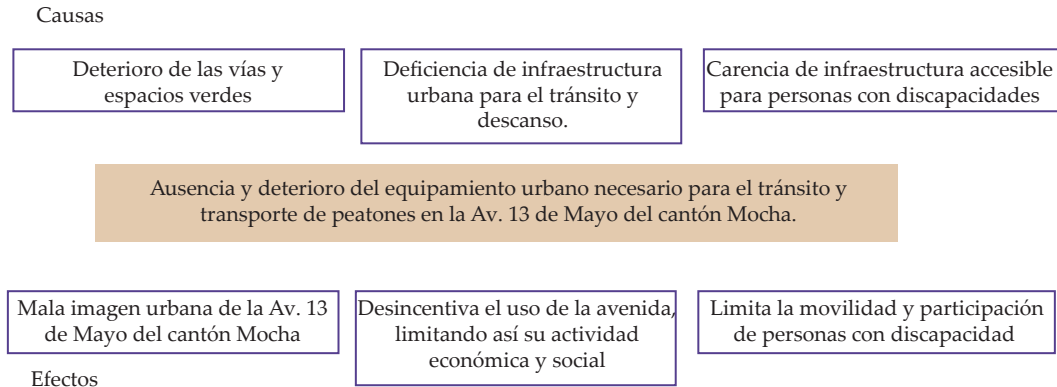 Causas
Deterioro de las vías y
espacios verdes
Deficiencia de infraestructura
urbana para el tránsito y
descanso.
Carencia de infraestructura accesible
para personas con discapacidades
Ausencia y deterioro del equipamiento urbano necesario para el tránsito y
transporte de peatones en la Av. 13 de Mayo del cantón Mocha.
Mala imagen urbana de la Av. 13
de Mayo del cantón Mocha
Desincentiva el uso de la avenida,
limitando así su actividad
económica y social
Limita la movilidad y participación
de personas con discapacidad
Efectos